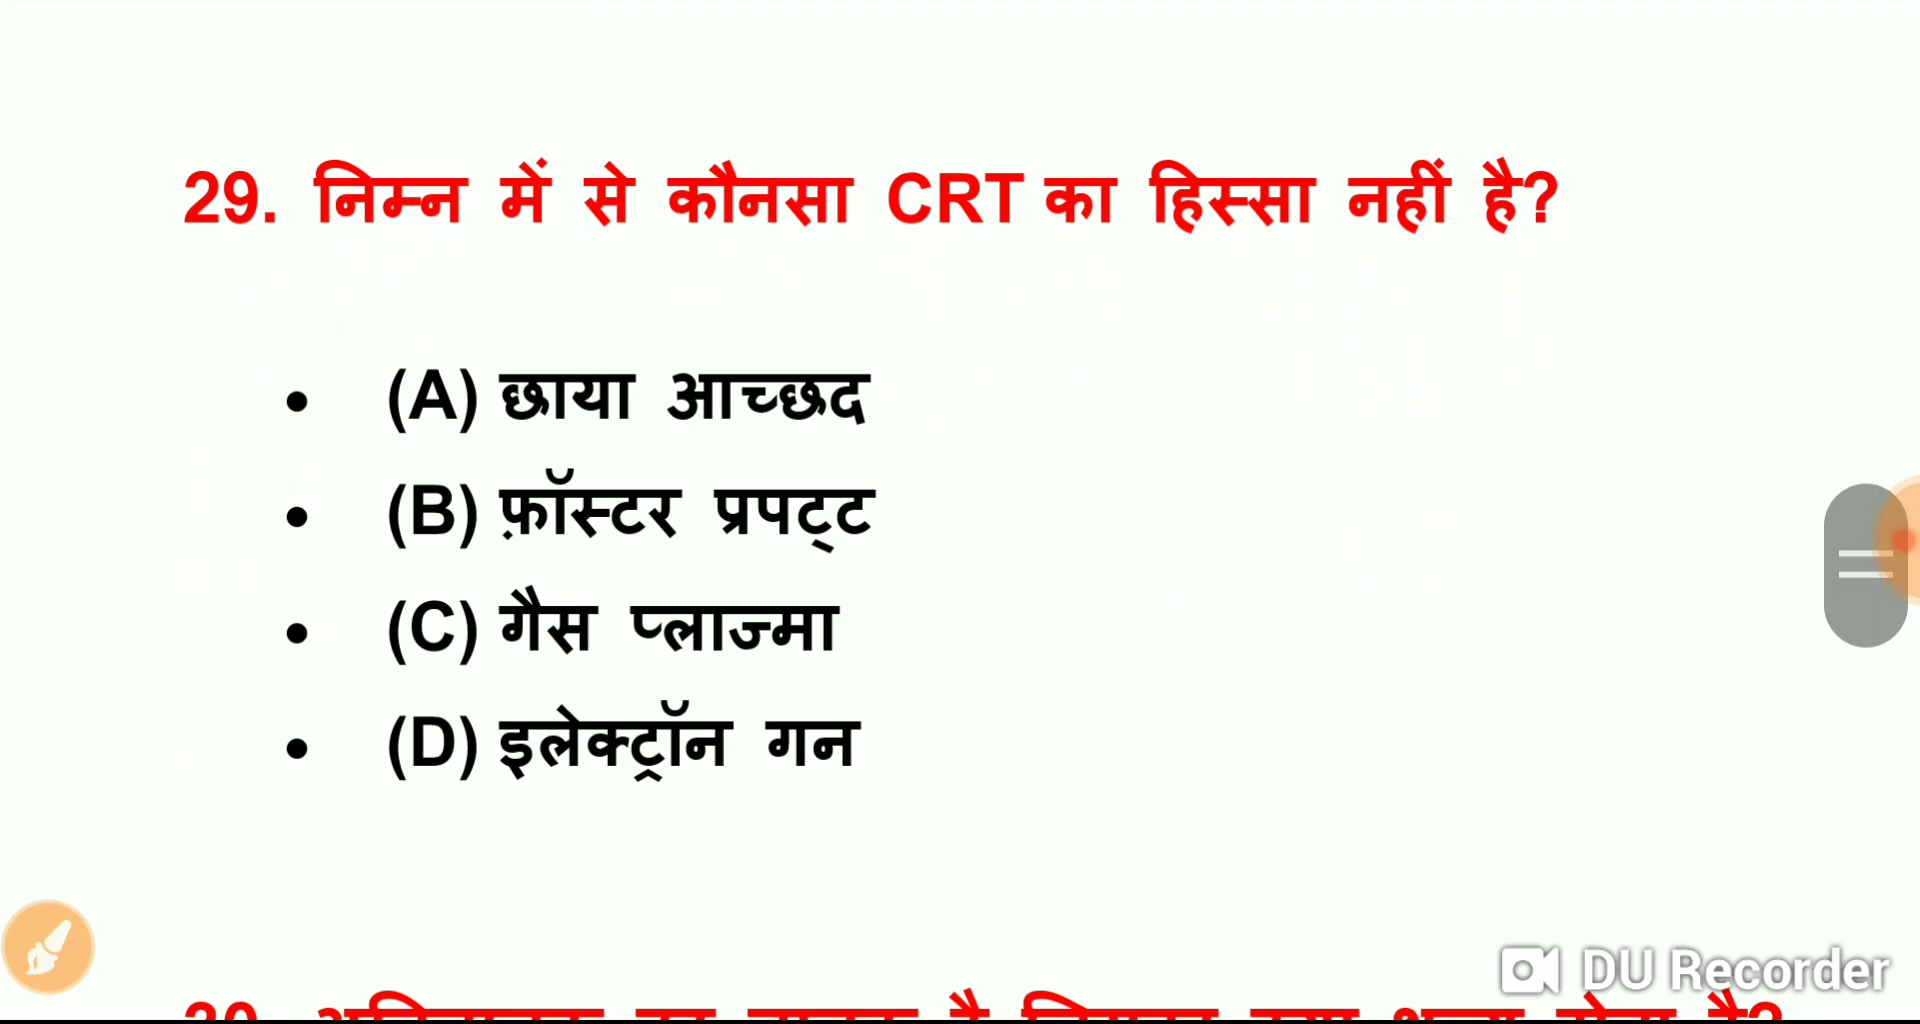 29. निम्न में से कौनसा CRT का हिस्सा नहीं है?
• (A) छाया आच्छद
• (B) फ़ॉस्टर प्रपट्ट
• (C) गैस प्लाज्मा
• (D) इलेक्ट्रॉन गन
DU Recorder